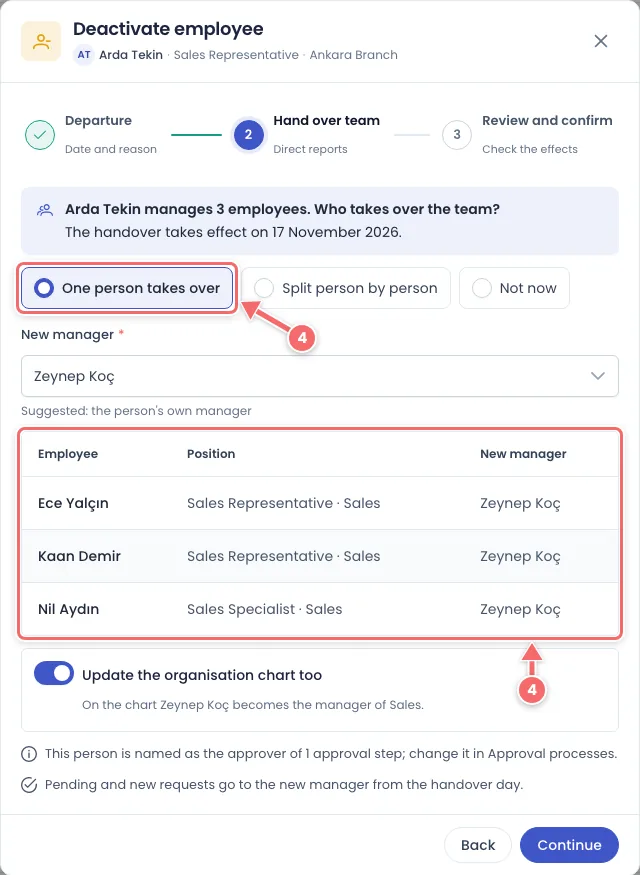 Deactivate employee
AT Arda Tekin · Sales Representative · Ankara Branch
Departure
Date and reason
2
Hand over team
Direct reports
3
Review and confirm
Check the effects
Arda Tekin manages 3 employees. Who takes over the team?
The handover takes effect on 17 November 2026.
One person takes over
Split person by person
Not now
4
New manager *
Zeynep Koç
Suggested: the person's own manager
Employee Position New manager
Ece Yalçın Sales Representative · Sales Zeynep Koç
Kaan Demir Sales Representative · Sales Zeynep Koç
Nil Aydın Sales Specialist · Sales Zeynep Koç
4
Update the organisation chart too
On the chart Zeynep Koç becomes the manager of Sales.
This person is named as the approver of 1 approval step; change it in Approval processes.
Pending and new requests go to the new manager from the handover day.
Back
Continue